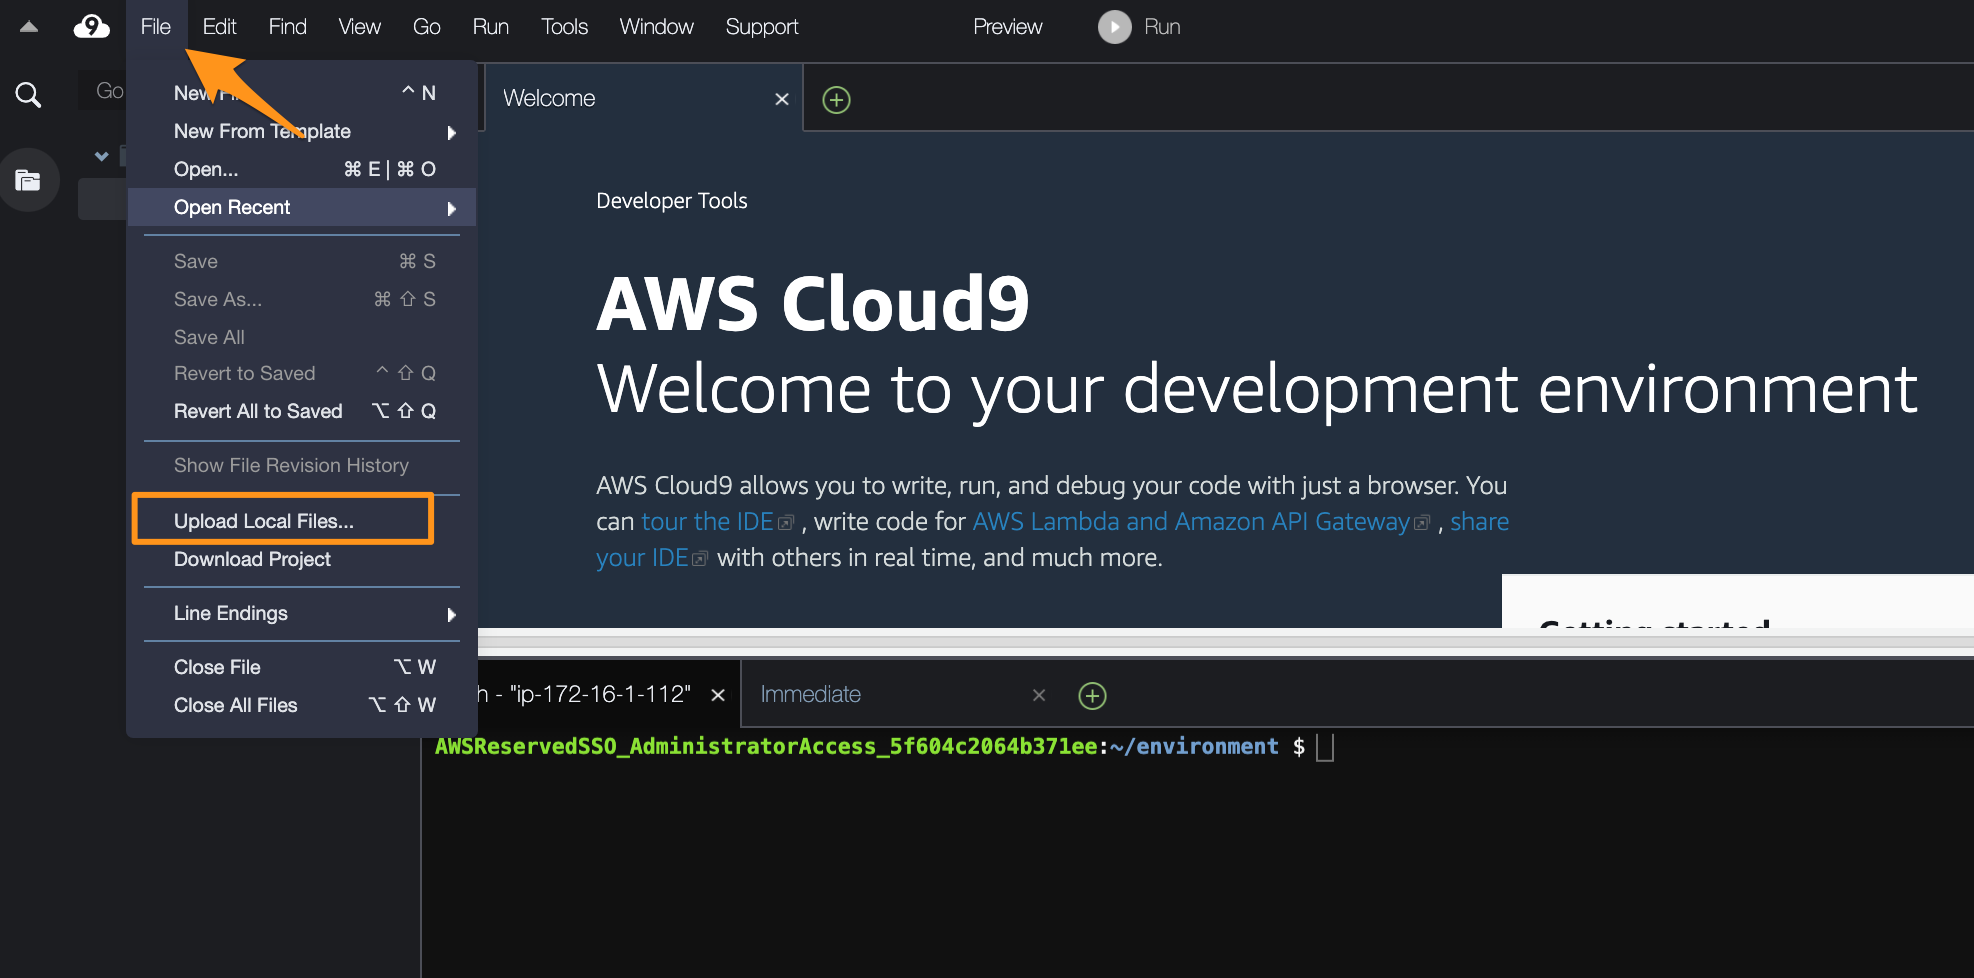 9 File Edit Find View Go Run Tools Window Support Preview Run
Go
New ^ N
New From Template
Open... ⌘ E | ⌘ O
Open Recent
Save ⌘ S
Save As... ⌘ ⇧ S
Save All
Revert to Saved ^ ⇧ Q
Revert All to Saved ⌥ ⇧ Q
Show File Revision History
Upload Local Files...
Download Project
Line Endings
Close File ⌥ W
Close All Files ⌥ ⇧ W
Welcome
Developer Tools
AWS Cloud9
Welcome to your development environment
AWS Cloud9 allows you to write, run, and debug your code with just a browser. You
can tour the IDE , write code for AWS Lambda and Amazon API Gateway , share
your IDE with others in real time, and much more.
Getting started
h - "ip-172-16-1-112" Immediate
AWSReservedSSO_AdministratorAccess_5f604c2064b371ee:~/environment $